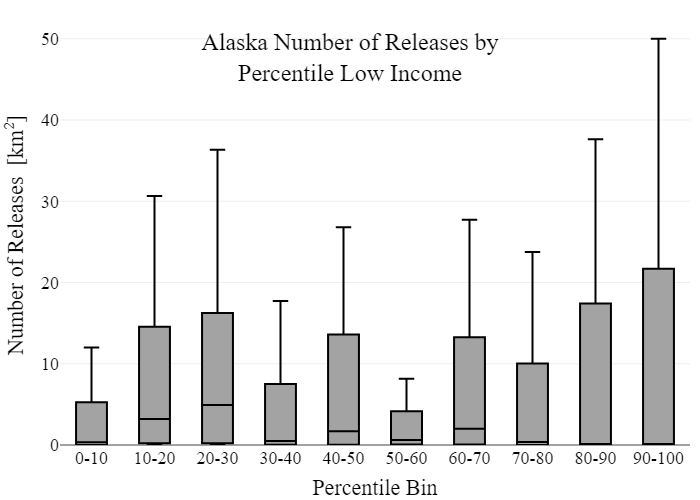 Alaska Number of Releases by
Percentile Low Income
Number of Releases [km²]
50
40
30
20
10
0
0-10 10-20 20-30 30-40 40-50 50-60 60-70 70-80 80-90 90-100
Percentile Bin